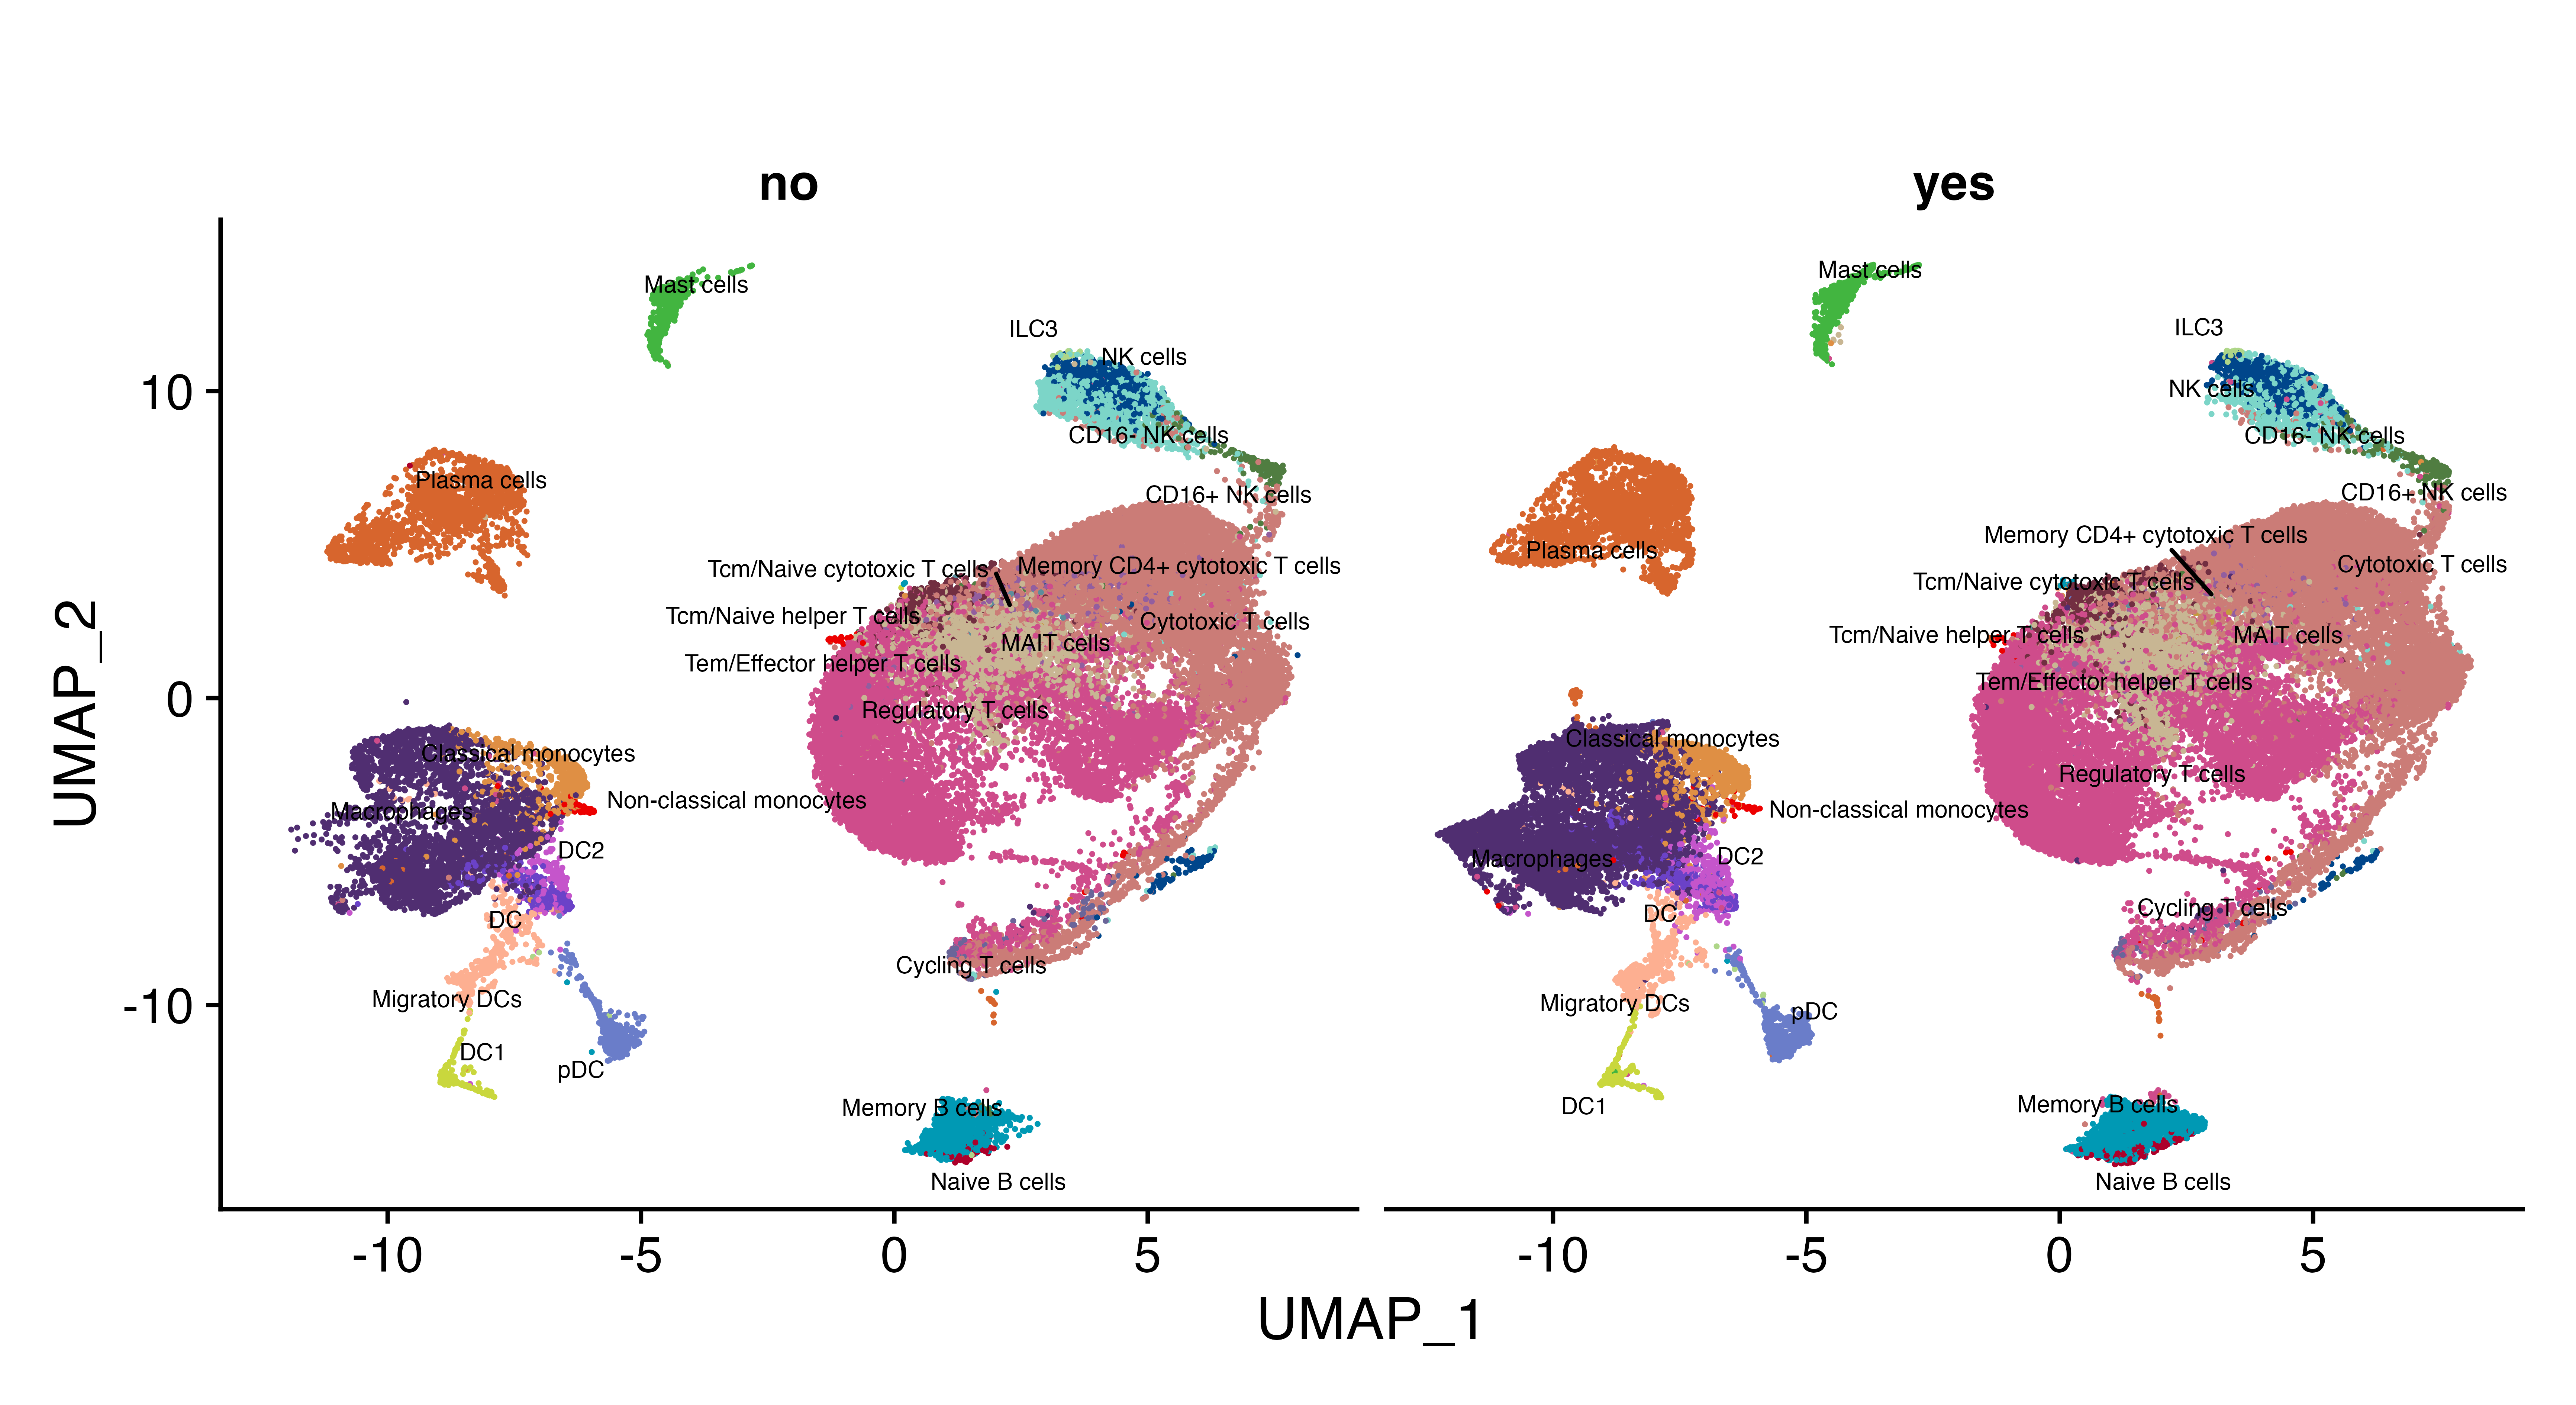 no
yes
UMAP_2
10
0
-10
Mast cells
ILC3
NK cells
CD16- NK cells
CD16+ NK cells
Plasma cells
Tcm/Naive cytotoxic T cells
Memory CD4+ cytotoxic T cells
Tcm/Naive helper T cells
Cytotoxic T cells
MAIT cells
Tem/Effector helper T cells
Regulatory T cells
Classical monocytes
Non-classical monocytes
Macrophages
DC2
DC
Cycling T cells
Migratory DCs
DC1
pDC
Memory B cells
Naive B cells
Mast cells
ILC3
NK cells
CD16- NK cells
CD16+ NK cells
Memory CD4+ cytotoxic T cells
Plasma cells
Cytotoxic T cells
Tcm/Naive cytotoxic T cells
Tcm/Naive helper T cells
MAIT cells
Tem/Effector helper T cells
Classical monocytes
Regulatory T cells
Non-classical monocytes
Macrophages
DC2
DC
Cycling T cells
Migratory DCs
pDC
DC1
Memory B cells
Naive B cells
-10
-5
0
5
-10
-5
0
5
UMAP_1